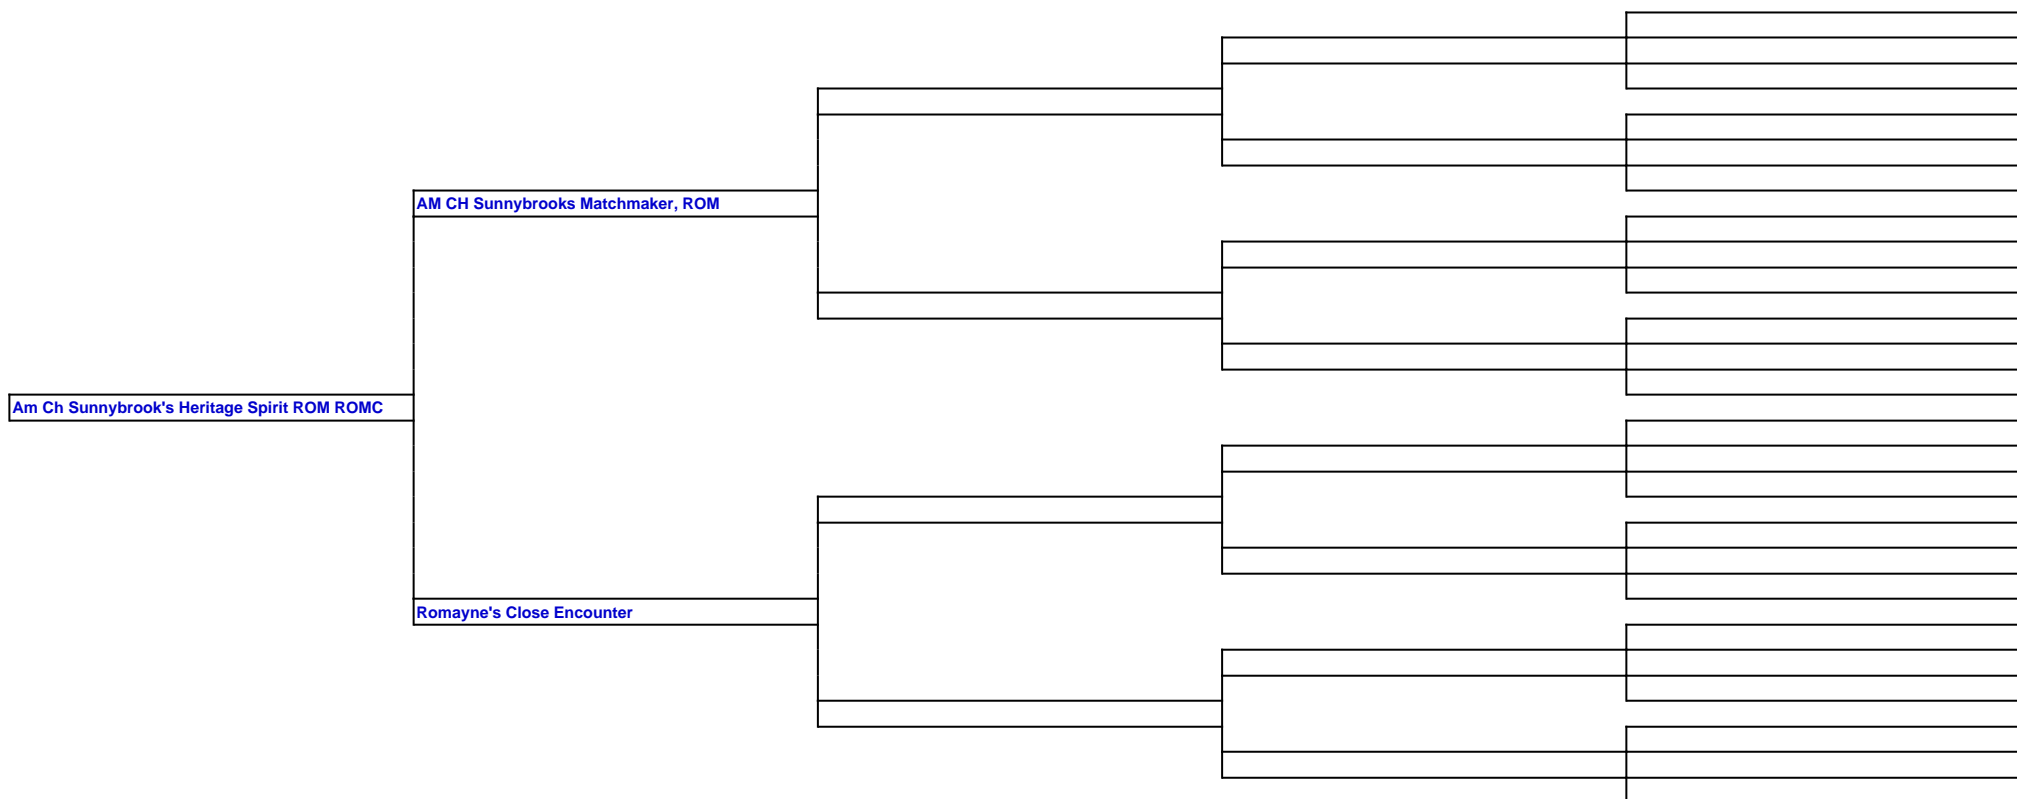 AM CH Sunnybrooks Matchmaker, ROM
Am Ch Sunnybrook's Heritage Spirit ROM ROMC
Romayne's Close Encounter